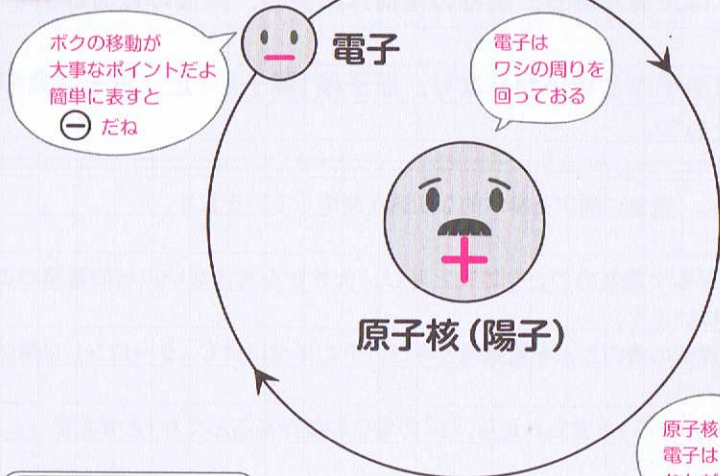 ボクの移動が
大事なポイントだよ
簡単に表すと
⊖ だね
電子
電子は
ワシの周りを
回っておる
+
原子核(陽子)
原子核
電子は